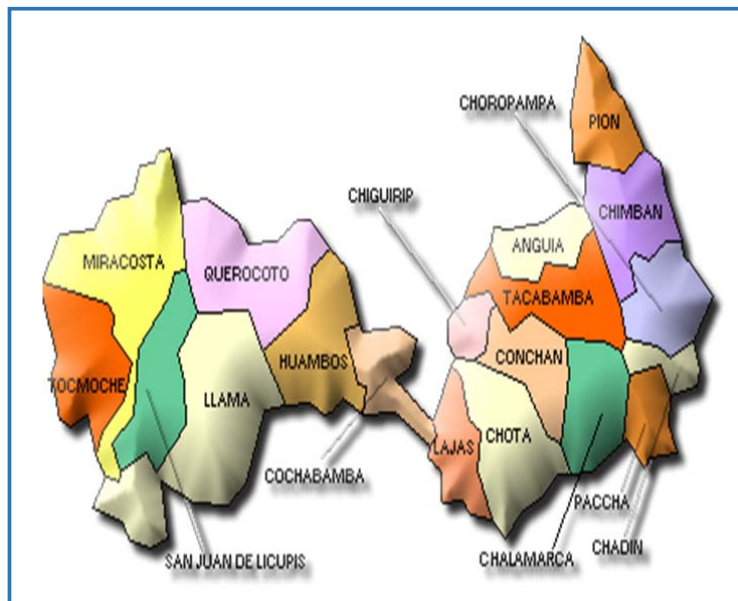 CHOROPAMPA
PION
CHIGUIRIP
CHIMBAN
ANGUIA
MIRACOSTA
QUEROCOTO
TACABAMBA
HUAMBOS
CONCHAN
TOCMOCHE
LLAMA
LAJAS
CHOTA
COCHABAMBA
PACCHA
SAN JUAN DE LICUPIS
CHALAMARCA
CHADIN